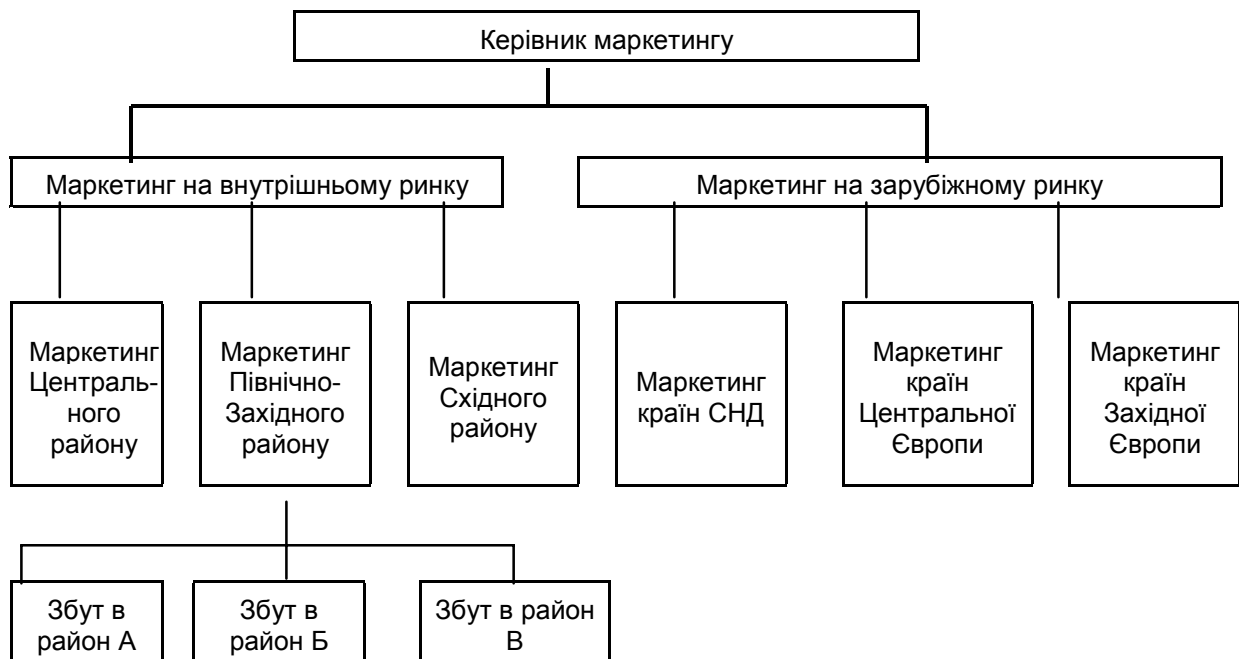 Керівник маркетингу
Маркетинг на внутрішньому ринку
Маркетинг на зарубіжному ринку
Маркетинг
Централь-
ного
району
Маркетинг
Північно-
Західного
району
Маркетинг
Східного
району
Маркетинг
країн СНД
Маркетинг
країн
Центральної
Європи
Маркетинг
країн
Західної
Європи
Збут в
район А
Збут в
район Б
Збут в район
В